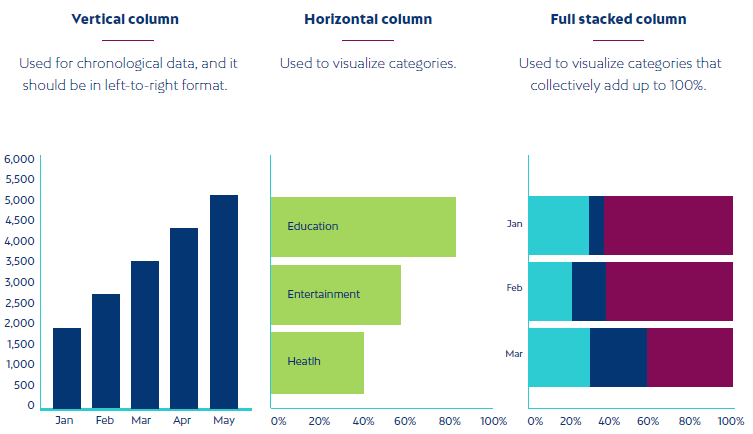 Vertical column
Used for chronological data, and it
should be in left-to-right format.
6,000
5,500
5,000
4,500
4,000
3,500
3,000
2,500
2,000
1,500
1,000
500
0
Jan Feb Mar Apr May
Horizontal column
Used to visualize categories.
Education
Entertainment
Heatlh
0% 20% 40% 60% 80% 100%
Full stacked column
Used to visualize categories that
collectively add up to 100%.
Jan
Feb
Mar
0% 20% 40% 60% 80% 100%